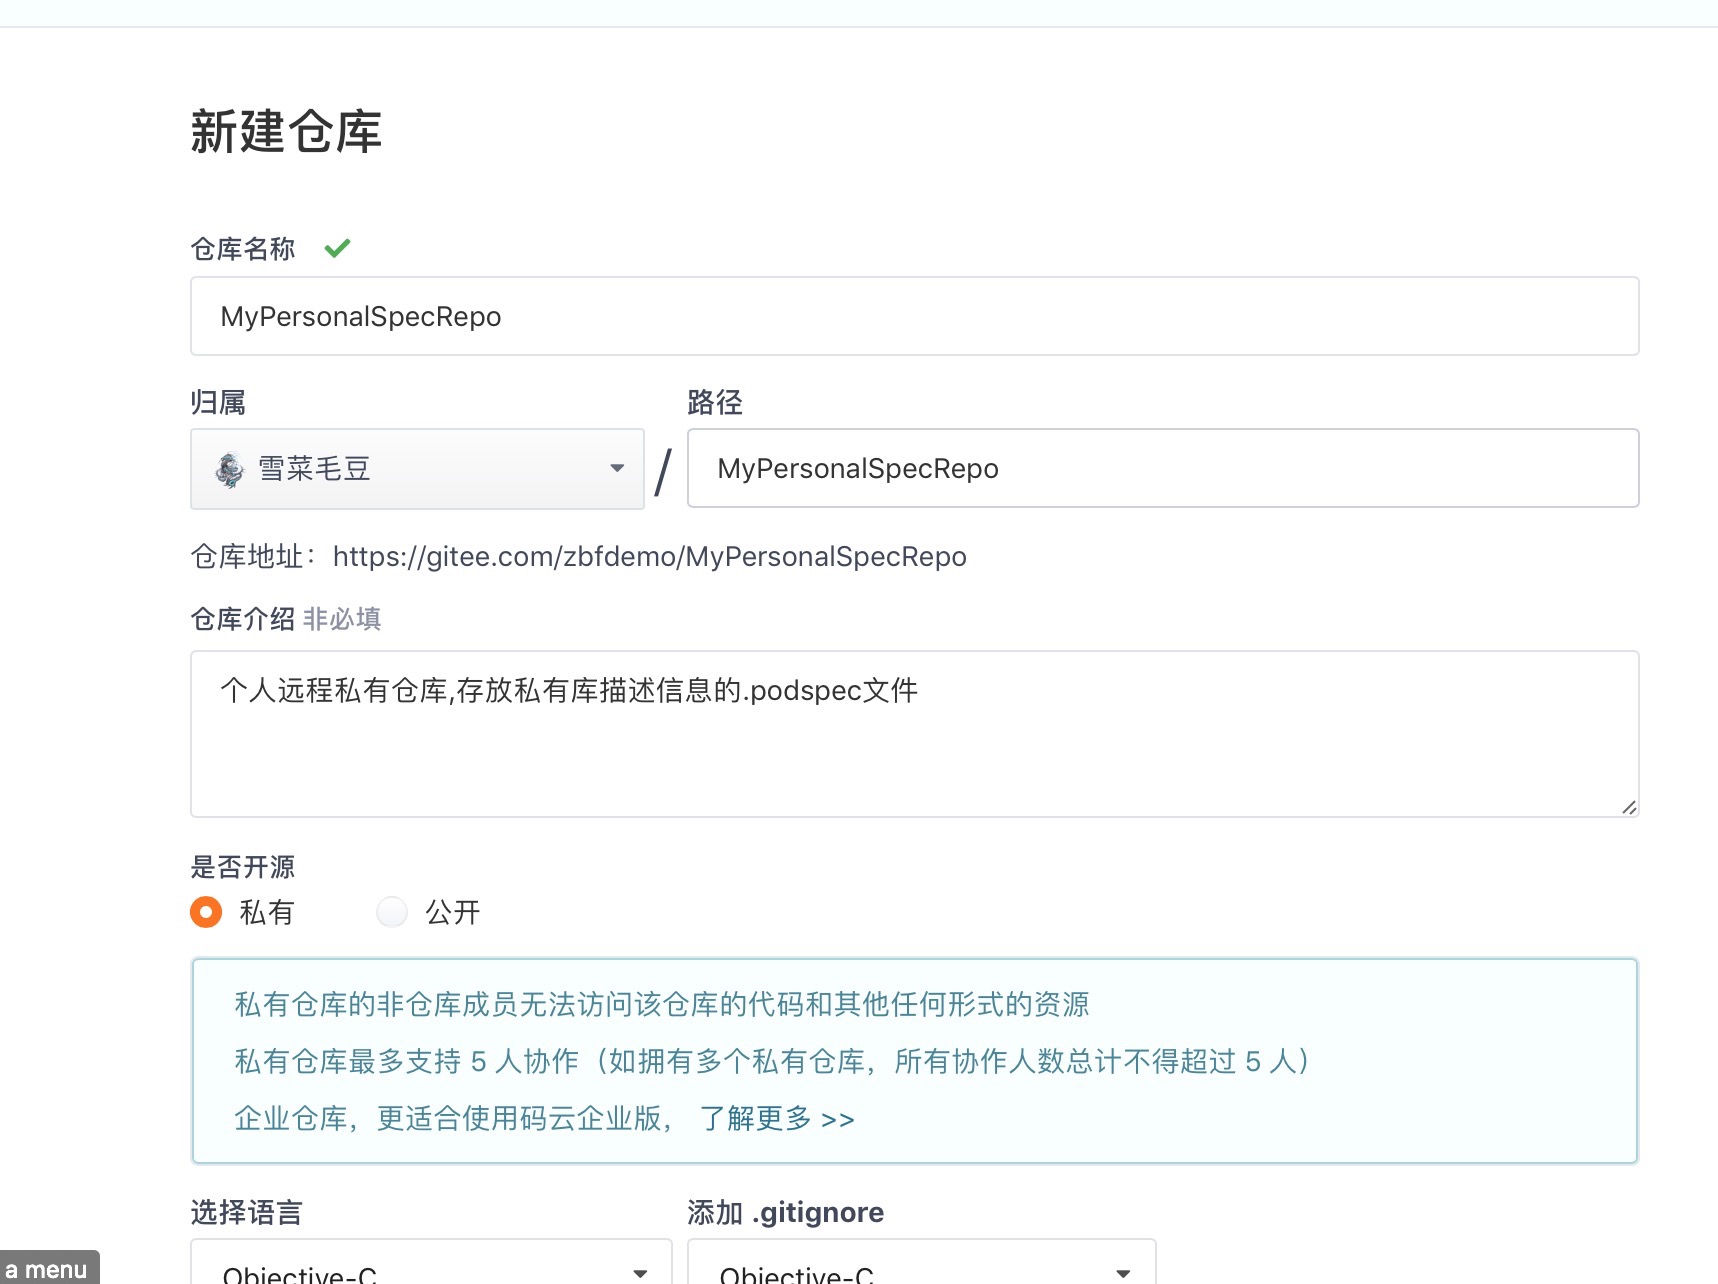 新建仓库
仓库名称
MyPersonalSpecRepo
归属
路径
雪菜毛豆
/
MyPersonalSpecRepo
仓库地址：https://gitee.com/zbfdemo/MyPersonalSpecRepo
仓库介绍 非必填
个人远程私有仓库,存放私有库描述信息的.podspec文件
是否开源
私有
公开
私有仓库的非仓库成员无法访问该仓库的代码和其他任何形式的资源
私有仓库最多支持 5 人协作（如拥有多个私有仓库，所有协作人数总计不得超过 5 人）
企业仓库，更适合使用码云企业版， 了解更多 >>
选择语言
添加 .gitignore
Objective-C
Objective-C
a menu